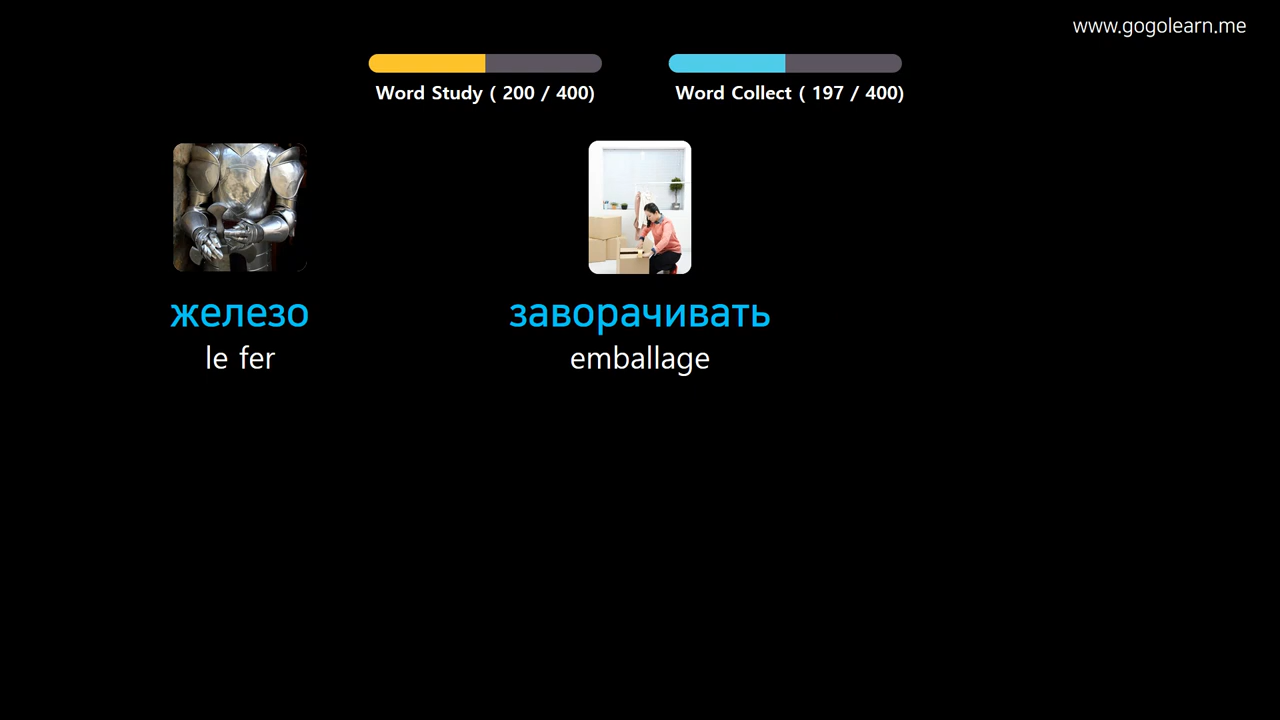 www.gogolearn.me
Word Study ( 200 / 400)
Word Collect ( 197 / 400)
железо
le fer
заворачивать
emballage